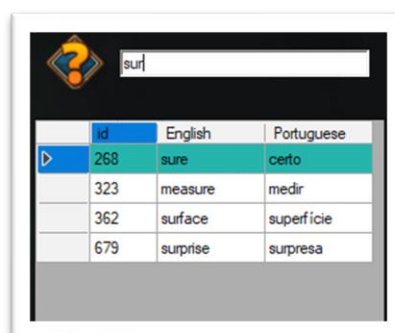 sur
id English Portuguese
268 sure certo
323 measure medir
362 surface superfície
679 surprise surpresa